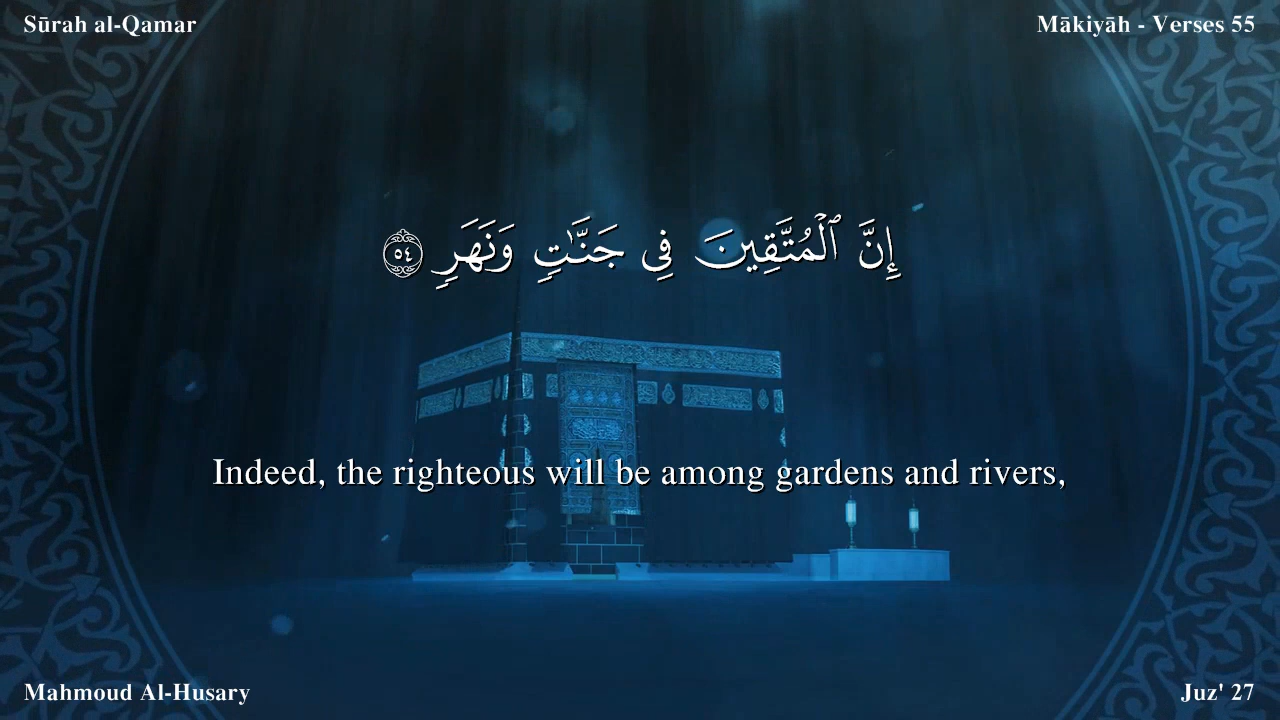 Sūrah al-Qamar
Mākiyāh - Verses 55
إِنَّ ٱلْمُتَّقِينَ فِى جَنَّـٰتٍۢ وَنَهَرٍۢ ٥٤
Indeed, the righteous will be among gardens and rivers,
Mahmoud Al-Husary
Juz' 27